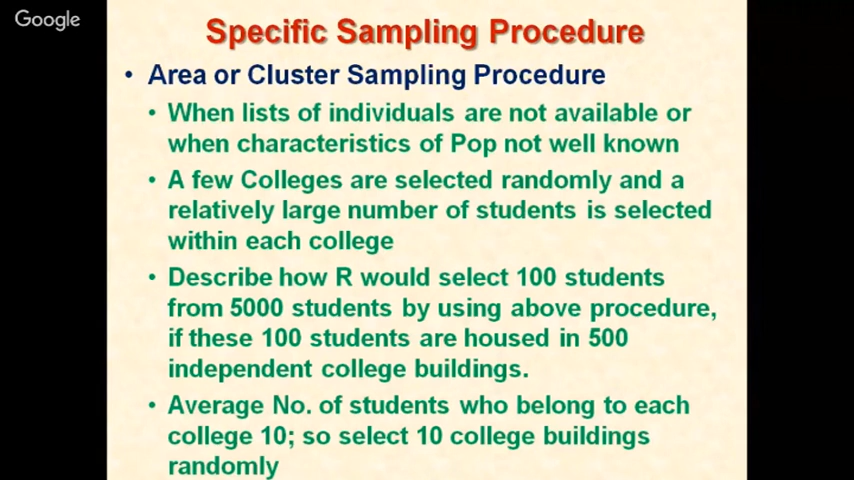 Google
Specific Sampling Procedure
• Area or Cluster Sampling Procedure
• When lists of individuals are not available or
when characteristics of Pop not well known
• A few Colleges are selected randomly and a
relatively large number of students is selected
within each college
• Describe how R would select 100 students
from 5000 students by using above procedure,
if these 100 students are housed in 500
independent college buildings.
• Average No. of students who belong to each
college 10; so select 10 college buildings
randomly